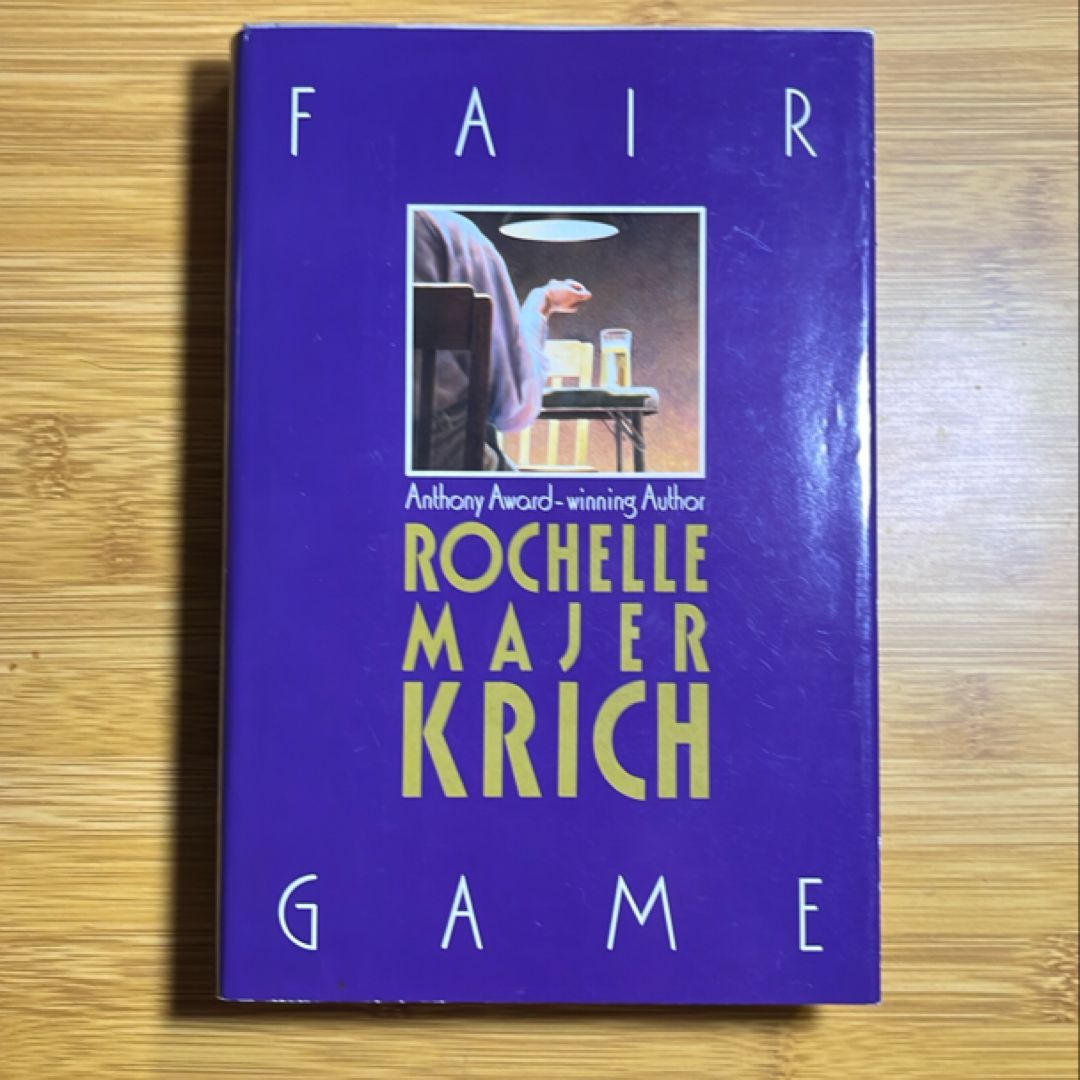 FAIR
Anthony Award-winning Author
ROCHELLE
MAJER
KRICH
GAME